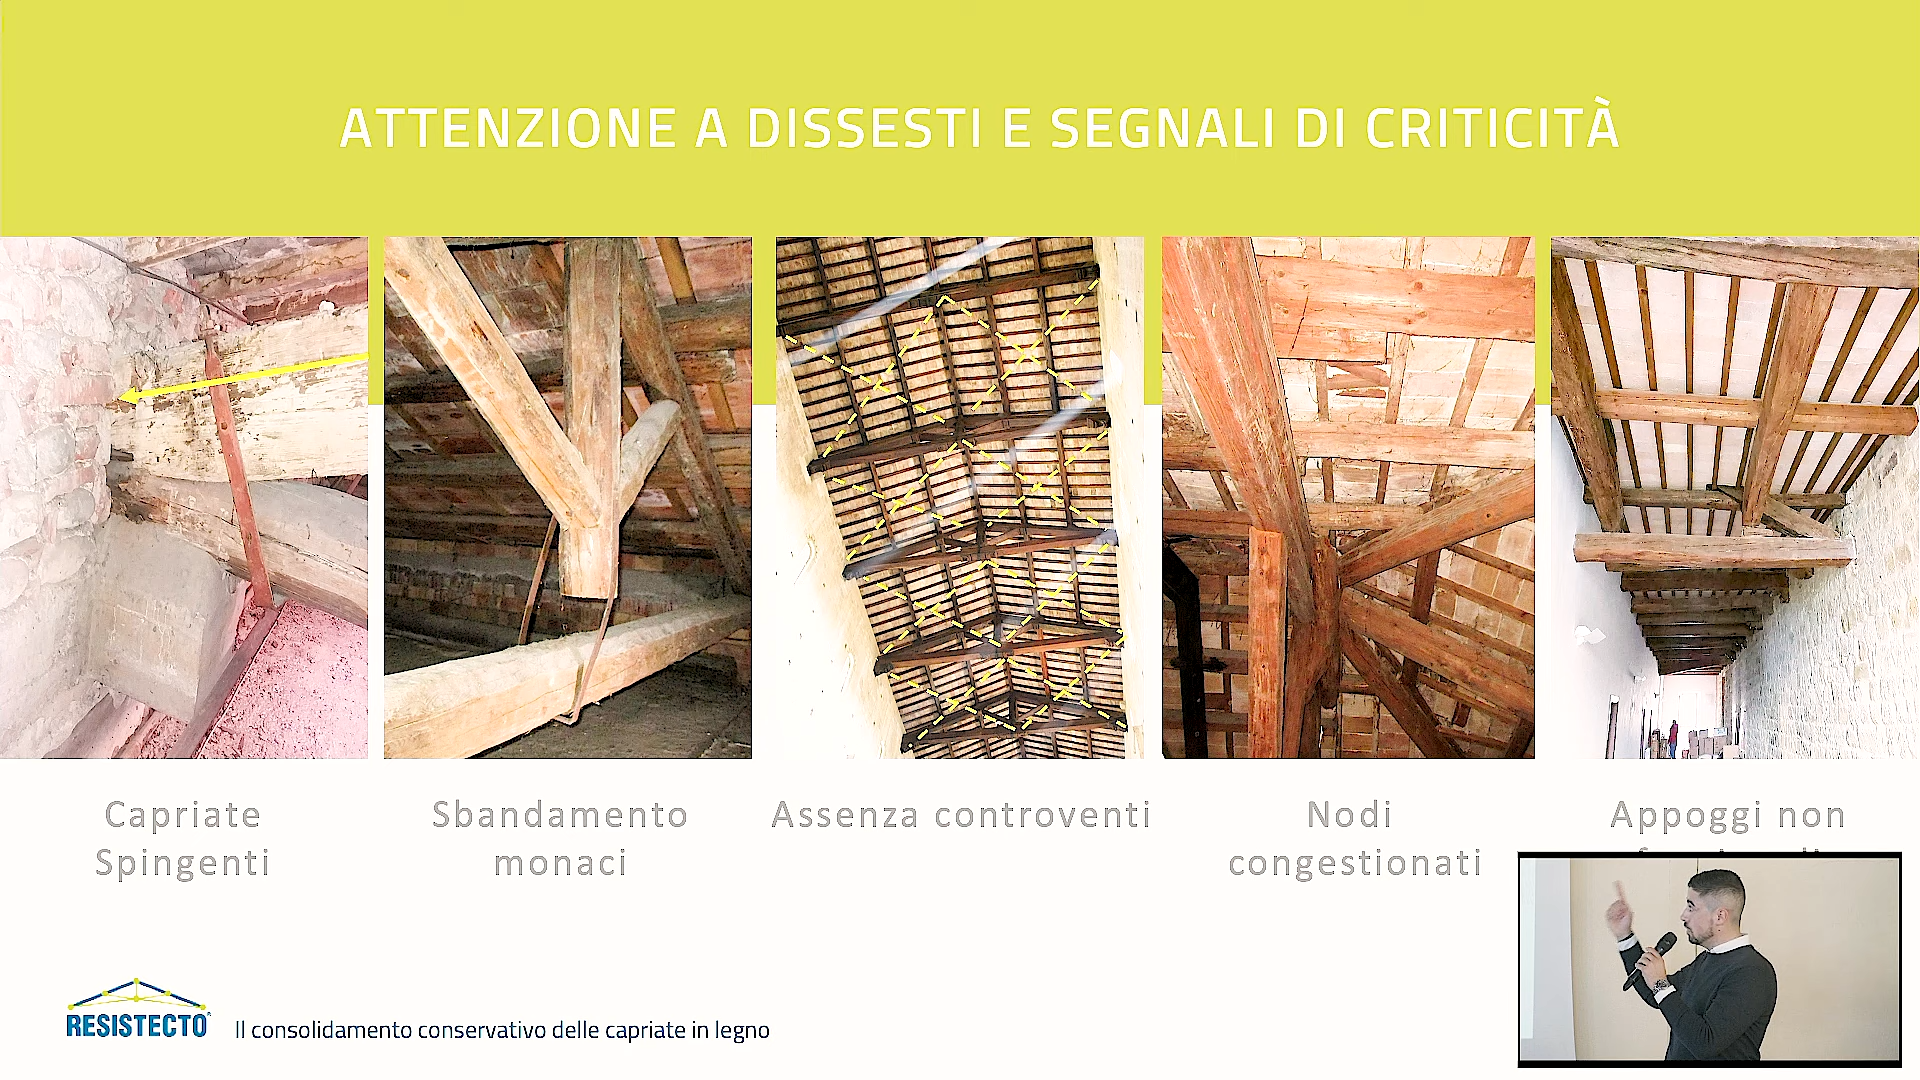 ATTENZIONE A DISSESTI E SEGNALI DI CRITICITÀ
Capriate
Spingenti
Sbandamento
monaci
Assenza controventi
Nodi
congestionati
Appoggi non
RESISTECTO
Il consolidamento conservativo delle capriate in legno